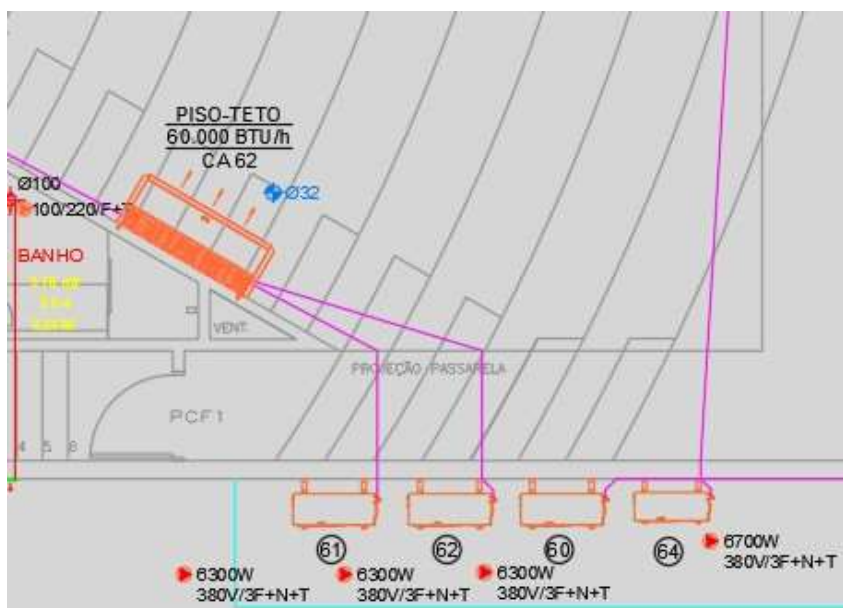 PISO-TETO
60.000 BTU/h
CA 62
Ø32
Ø100
100/220/F+T
BANHO
VENT.
PROJEÇÃO PASSARELA
PCF1
4 5 6
61
62
60
64
6700W
380V/3F+N+T
6300W
380V/3F+N+T
6300W
380V/3F+N+T
6300W
380V/3F+N+T